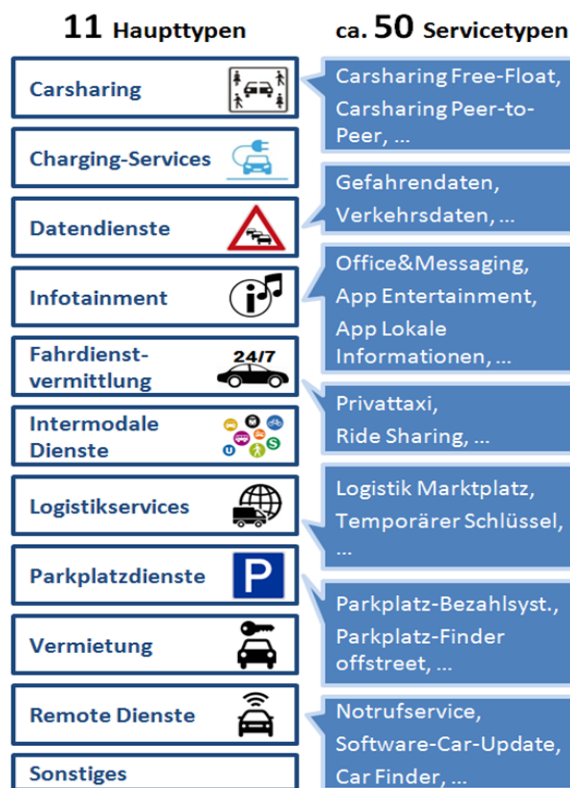 11 Haupttypen
ca. 50 Servicetypen
Carsharing
Carsharing Free-Float,
Carsharing Peer-to-
Peer, ...
Charging-Services
Datendienste
Gefahrendaten,
Verkehrsdaten, ...
Infotainment
i
Office&Messaging,
App Entertainment,
App Lokale
Informationen, ...
Fahrdienst-
vermittlung
24/7
Privattaxi,
Ride Sharing, ...
Intermodale
Dienste
U
S
Logistikservices
Logistik Marktplatz,
Temporärer Schlüssel,
...
Parkplatzdienste
P
Parkplatz-Bezahlsyst.,
Parkplatz-Finder
offstreet, ...
Vermietung
Remote Dienste
Notrufservice,
Software-Car-Update,
Car Finder, ...
Sonstiges